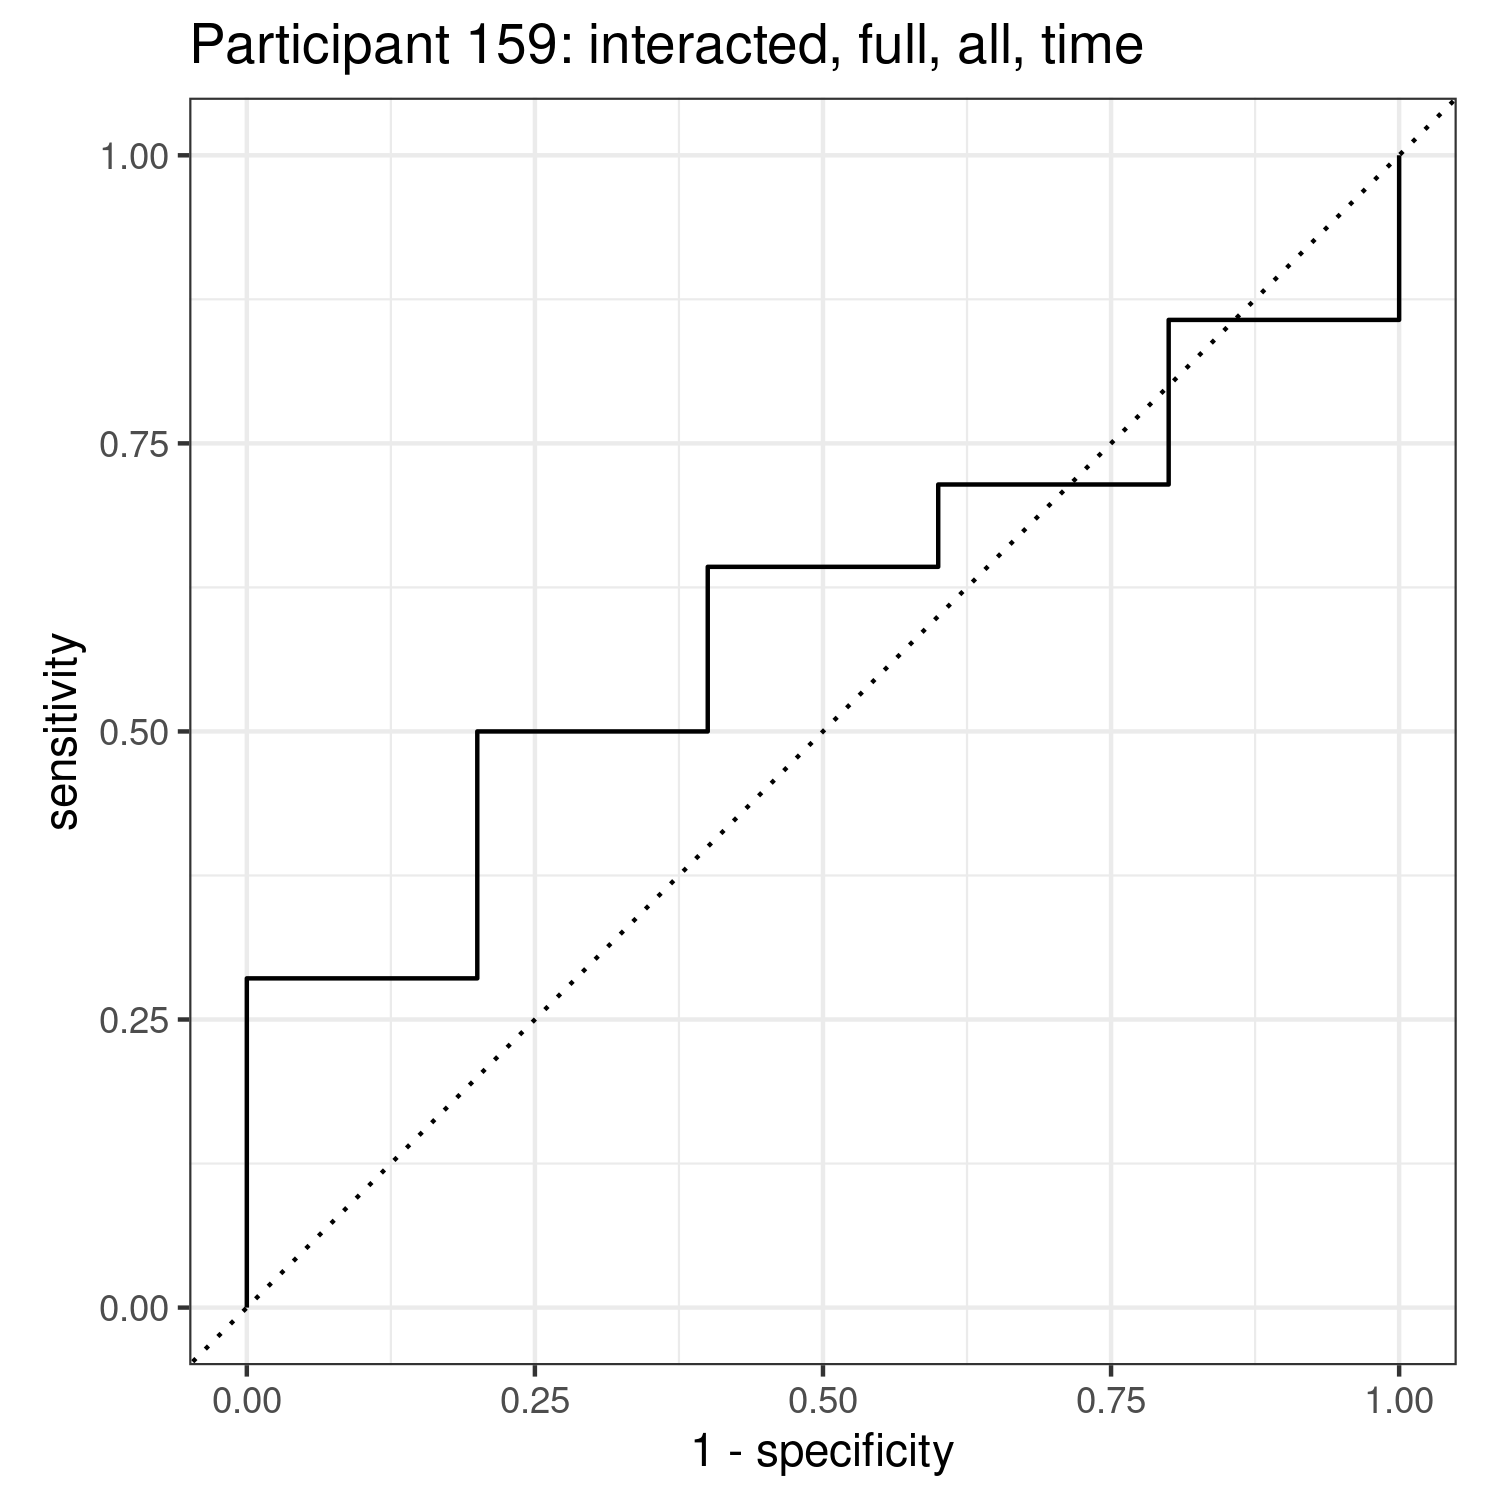 Participant 159: interacted, full, all, time
sensitivity
1.00
0.75
0.50
0.25
0.00
0.00 0.25 0.50 0.75 1.00
1 - specificity